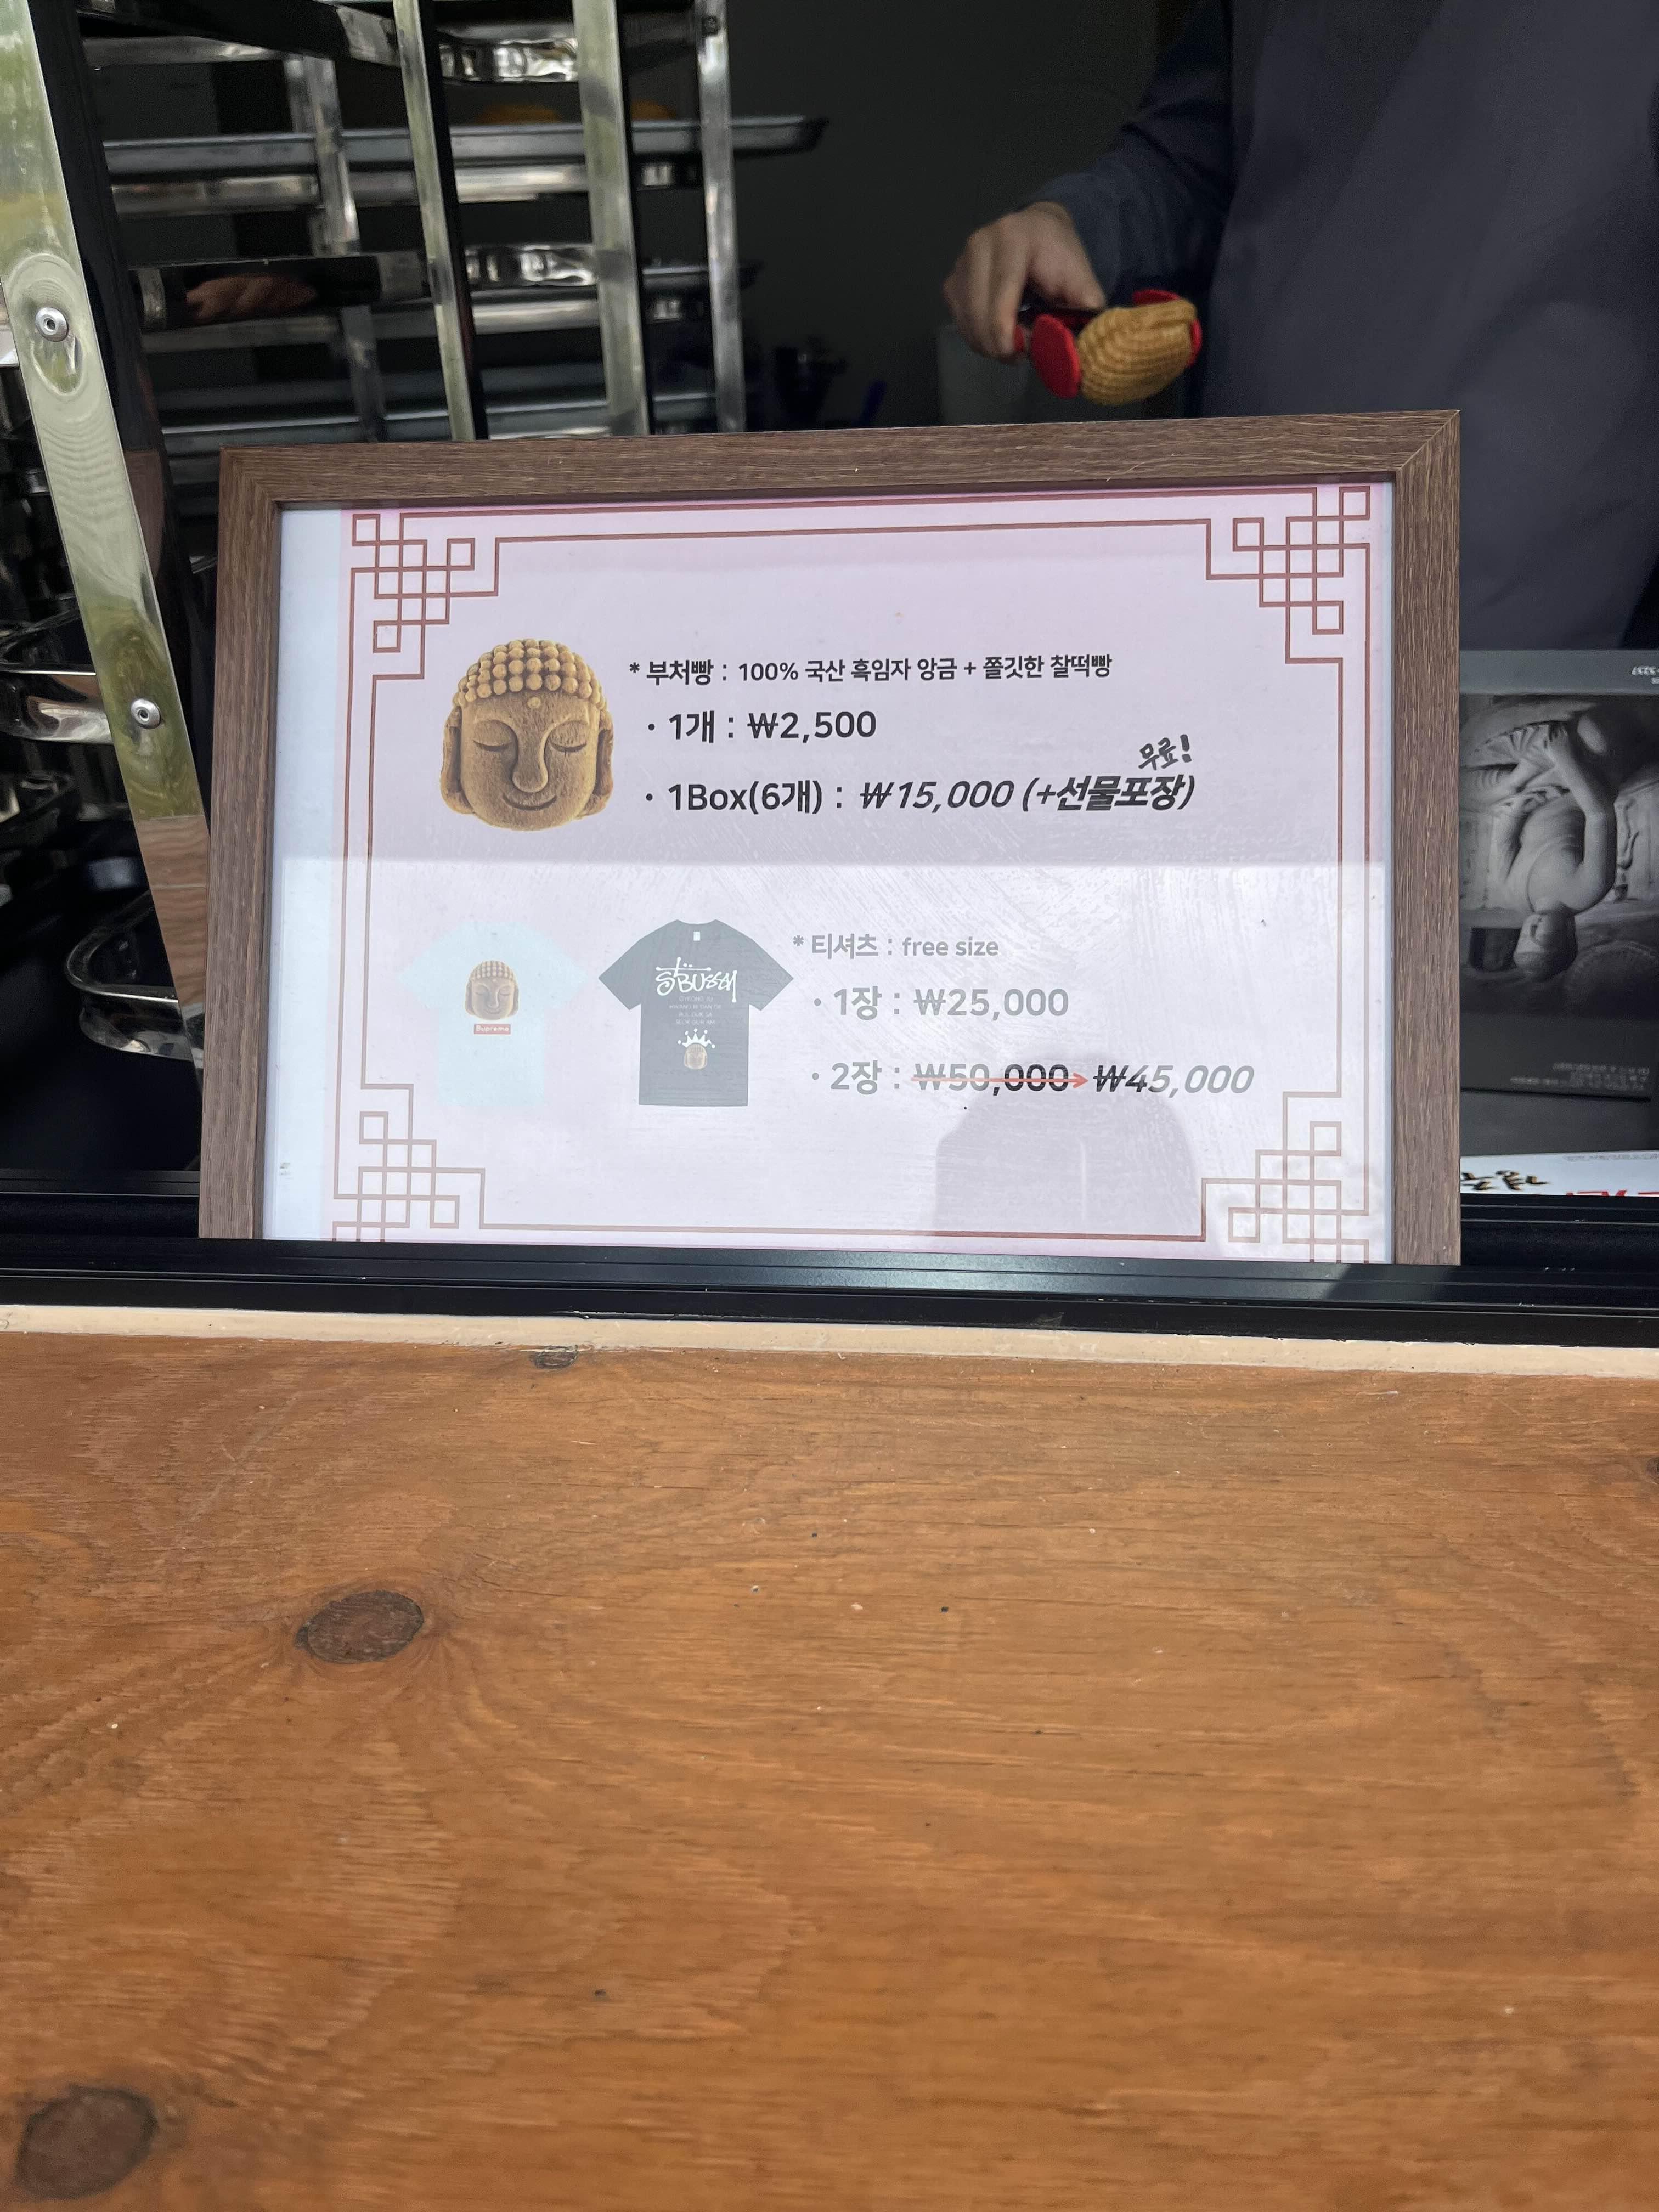 * 부처빵 : 100% 국산 흑임자 앙금 + 쫄깃한 찰떡빵
· 1개 : ₩2,500
무료!
· 1Box(6개) : ₩15,000 (+선물포장)
* 티셔츠 : free size
· 1장 : ₩25,000
· 2장 : ₩50,000 → ₩45,000
SBUSSA
Buprema